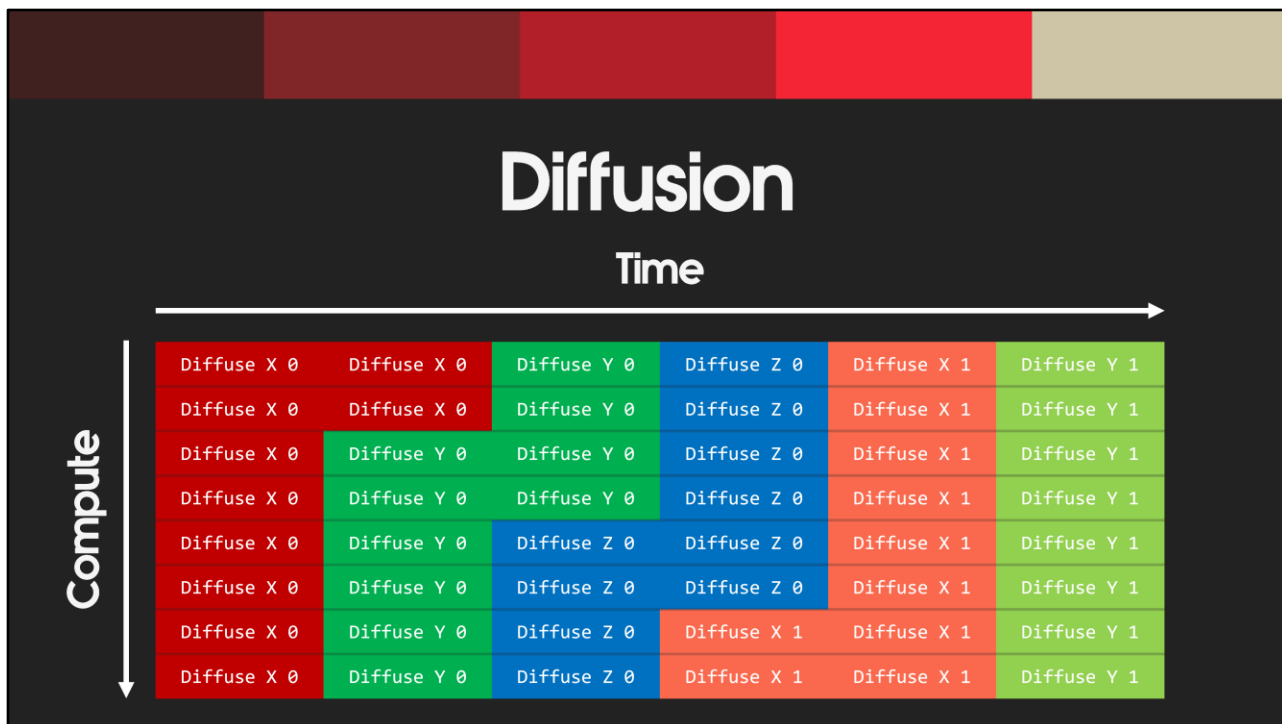 Diffusion
Time
Compute
Diffuse X 0 Diffuse X 0 Diffuse Y 0 Diffuse Z 0 Diffuse X 1 Diffuse Y 1
Diffuse X 0 Diffuse X 0 Diffuse Y 0 Diffuse Z 0 Diffuse X 1 Diffuse Y 1
Diffuse X 0 Diffuse Y 0 Diffuse Y 0 Diffuse Z 0 Diffuse X 1 Diffuse Y 1
Diffuse X 0 Diffuse Y 0 Diffuse Y 0 Diffuse Z 0 Diffuse X 1 Diffuse Y 1
Diffuse X 0 Diffuse Y 0 Diffuse Z 0 Diffuse Z 0 Diffuse X 1 Diffuse Y 1
Diffuse X 0 Diffuse Y 0 Diffuse Z 0 Diffuse Z 0 Diffuse X 1 Diffuse Y 1
Diffuse X 0 Diffuse Y 0 Diffuse Z 0 Diffuse X 1 Diffuse X 1 Diffuse Y 1
Diffuse X 0 Diffuse Y 0 Diffuse Z 0 Diffuse X 1 Diffuse X 1 Diffuse Y 1